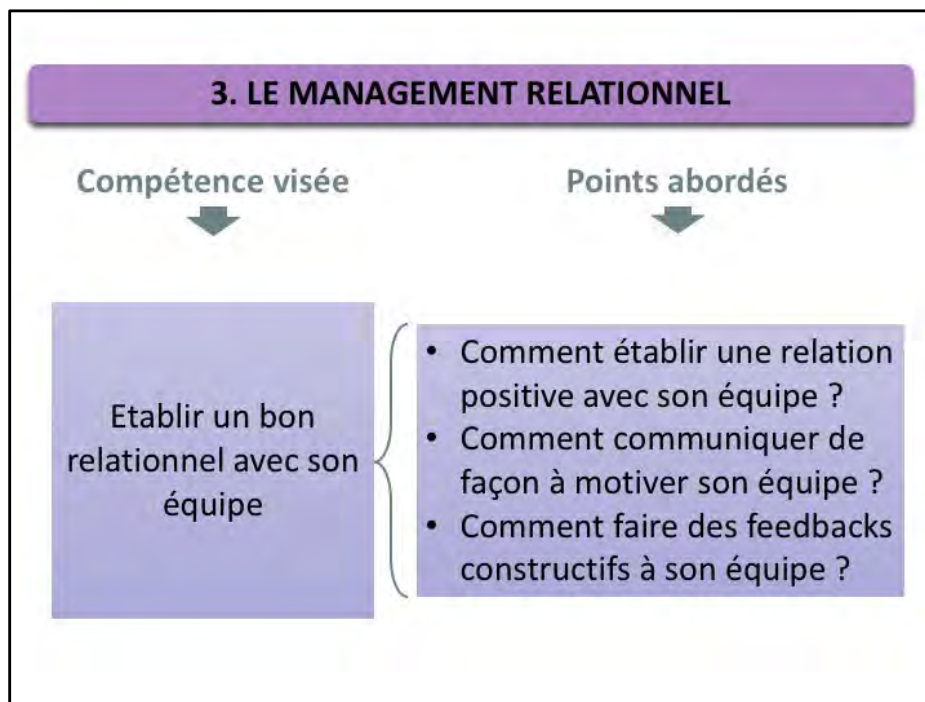 3. LE MANAGEMENT RELATIONNEL
Compétence visée
Points abordés
Etablir un bon
relationnel avec son
équipe
• Comment établir une relation
positive avec son équipe ?
• Comment communiquer de
façon à motiver son équipe ?
• Comment faire des feedbacks
constructifs à son équipe ?